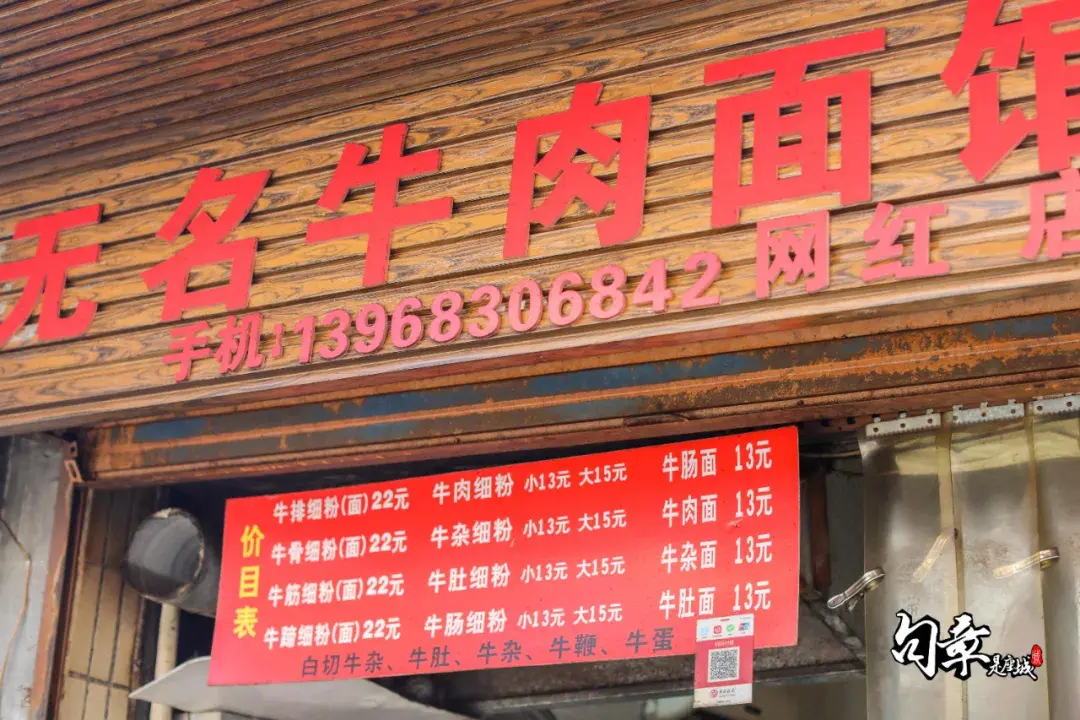 无名牛肉面馆
手机:13968306842 网红店
价目表
牛排细粉(面)22元 牛肉细粉 小13元 大15元 牛肠面 13元
牛骨细粉(面)22元 牛杂细粉 小13元 大15元 牛肉面 13元
牛筋细粉(面)22元 牛肚细粉 小13元 大15元 牛杂面 13元
牛蹄细粉(面)22元 牛肠细粉 小13元 大15元 牛肚面 13元
白切牛杂、牛肚、牛杂、牛鞭、牛蛋
句章
是座城